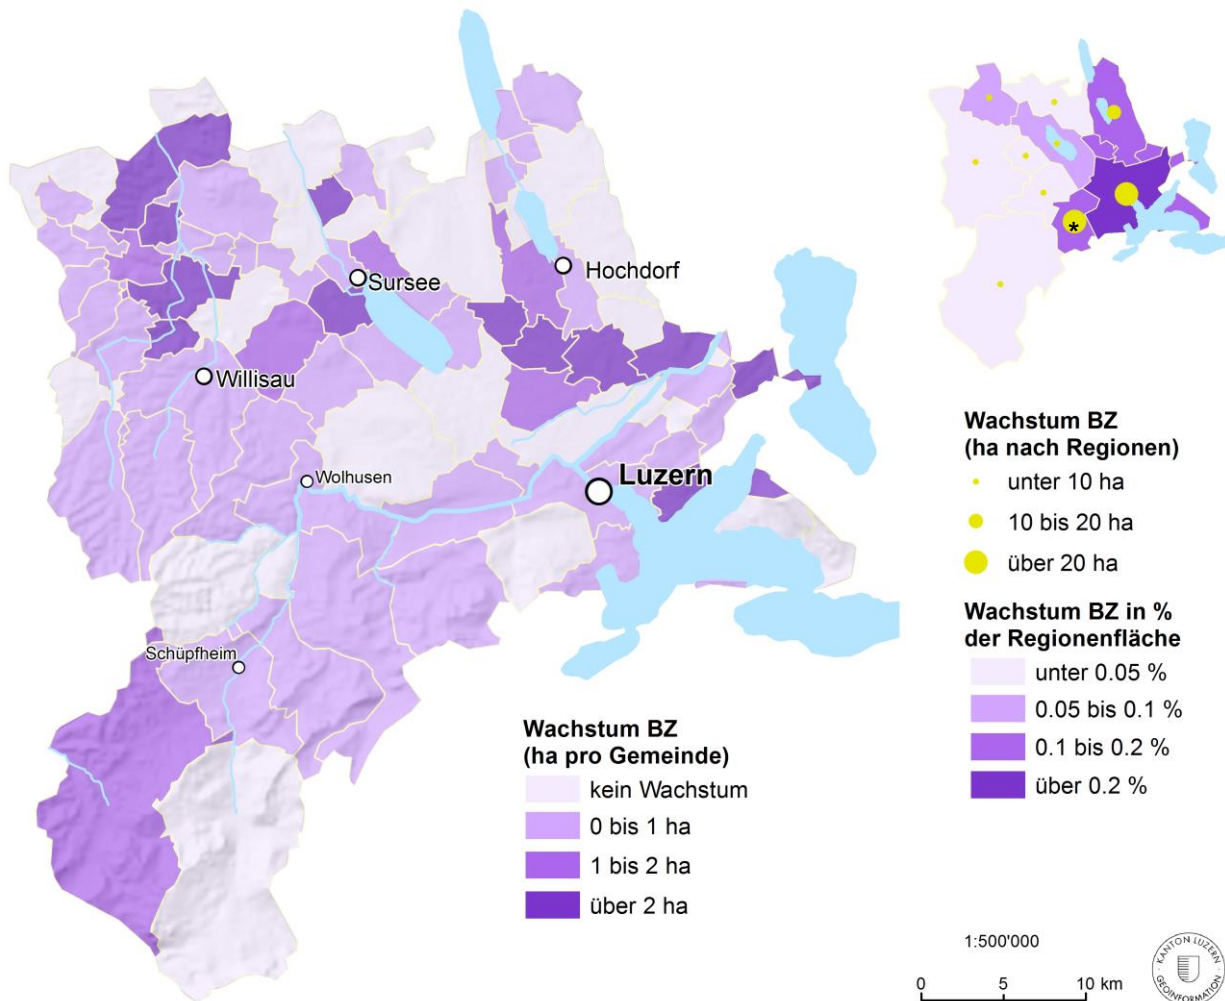 Hochdorf
Sursee
Willisau
Wolhusen
Luzern
Schüpfheim
*
Wachstum BZ
(ha nach Regionen)
unter 10 ha
10 bis 20 ha
über 20 ha
Wachstum BZ in %
der Regionenfläche
unter 0.05 %
0.05 bis 0.1 %
0.1 bis 0.2 %
über 0.2 %
Wachstum BZ
(ha pro Gemeinde)
kein Wachstum
0 bis 1 ha
1 bis 2 ha
über 2 ha
1:500'000
0 5 10 km
KANTON LUZERN
GEOINFORMATION